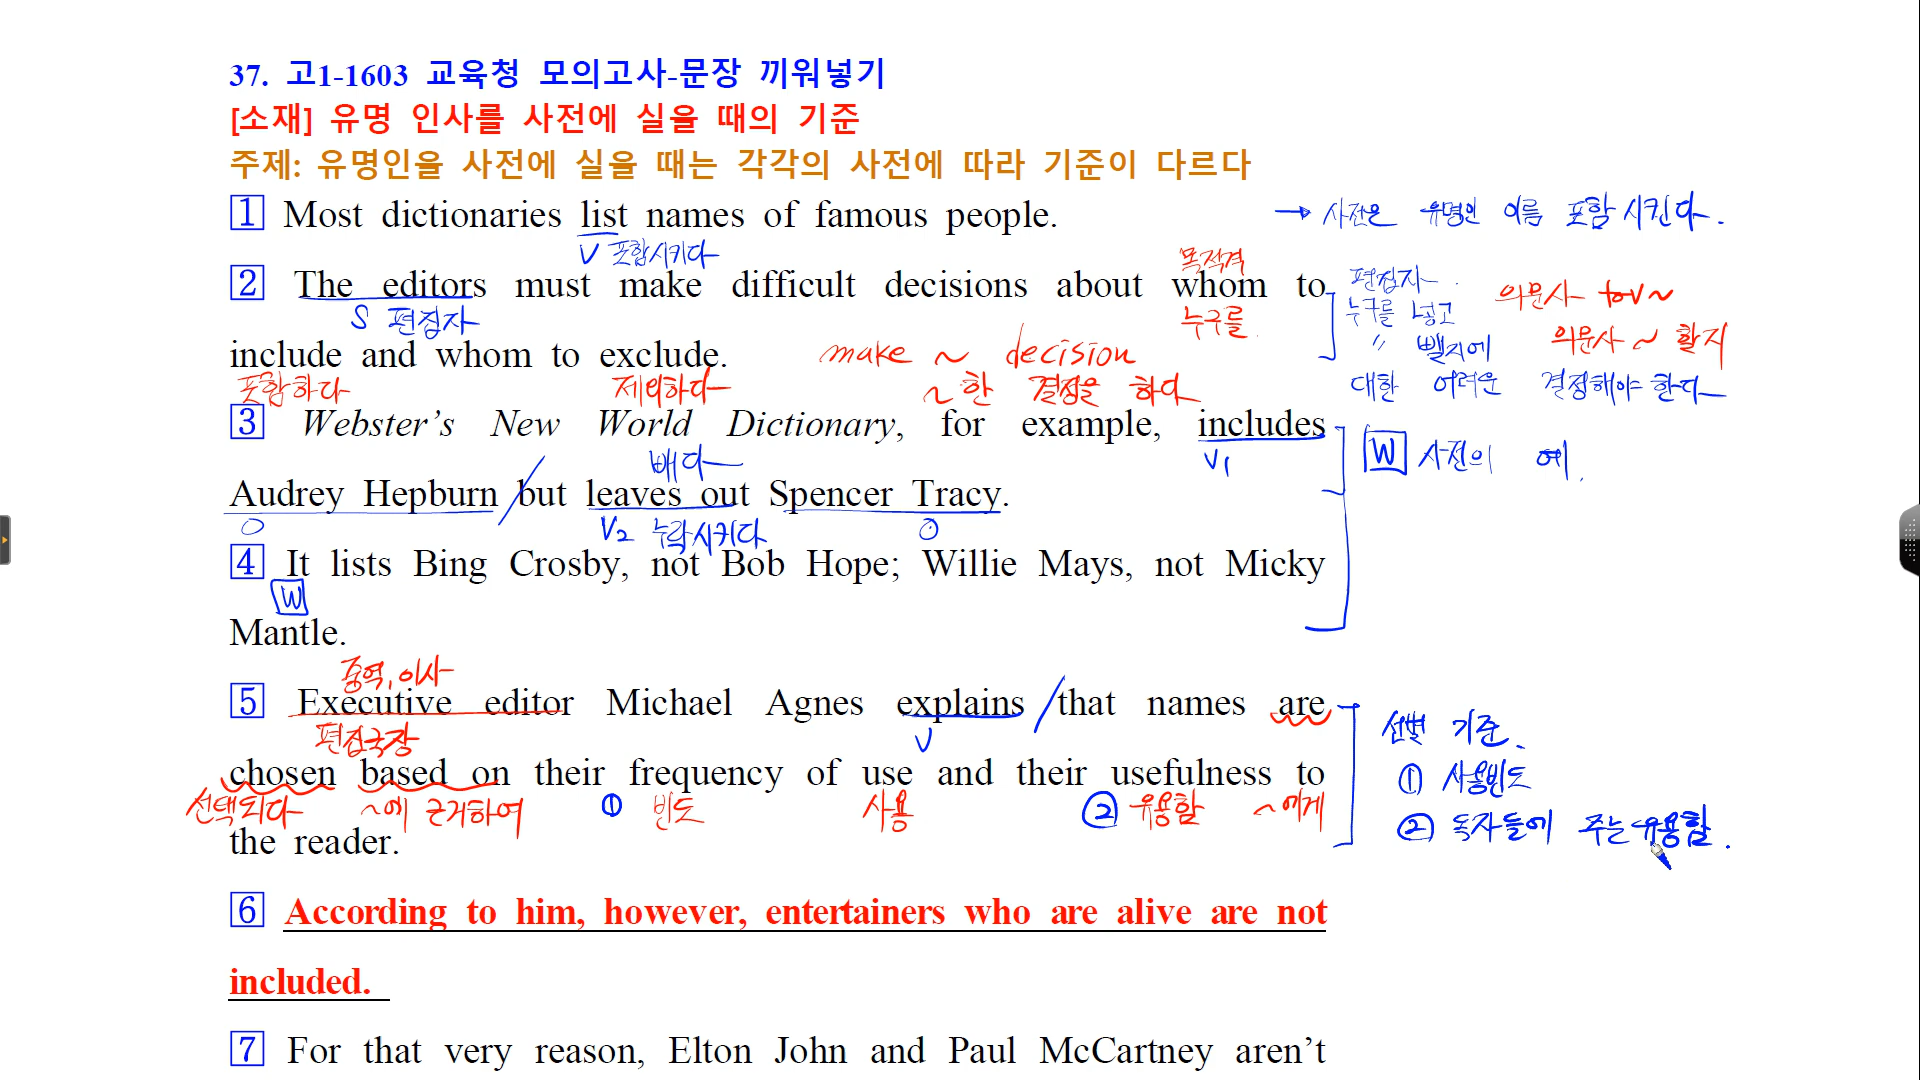 37. 고1-1603 교육청 모의고사-문장 끼워넣기
[소재] 유명 인사를 사전에 실을 때의 기준
주제: 유명인을 사전에 실을 때는 각각의 사전에 따라 기준이 다르다
1 Most dictionaries list names of famous people.
→ 사전은 유명인 이름 포함시킨다.
V 포함시키다
목적격
2 The editors must make difficult decisions about whom to
편집자
누구를 넣고
〃 뺄지에
대한 어려운 결정해야 한다
의문사 to V ~
의문사 ~ 할지
S 편집자
누구를
include and whom to exclude.
make ~ decision
포함하다
제외하다
~한 결정을 하다
3 Webster's New World Dictionary, for example, includes
V1
W 사전의 예.
빼다
Audrey Hepburn / but leaves out Spencer Tracy.
O
V2 누락시키다
O
4 It lists Bing Crosby, not Bob Hope; Willie Mays, not Micky
W
Mantle.
중역, 이사
5 Executive editor Michael Agnes explains / that names are
편집국장
V
선별 기준.
① 사용빈도
② 독자들에 주는 유용함.
chosen based on their frequency of use and their usefulness to
선택되다
~에 근거하여
① 빈도
사용
② 유용함
~에게
the reader.
6 According to him, however, entertainers who are alive are not
included.
7 For that very reason, Elton John and Paul McCartney aren't